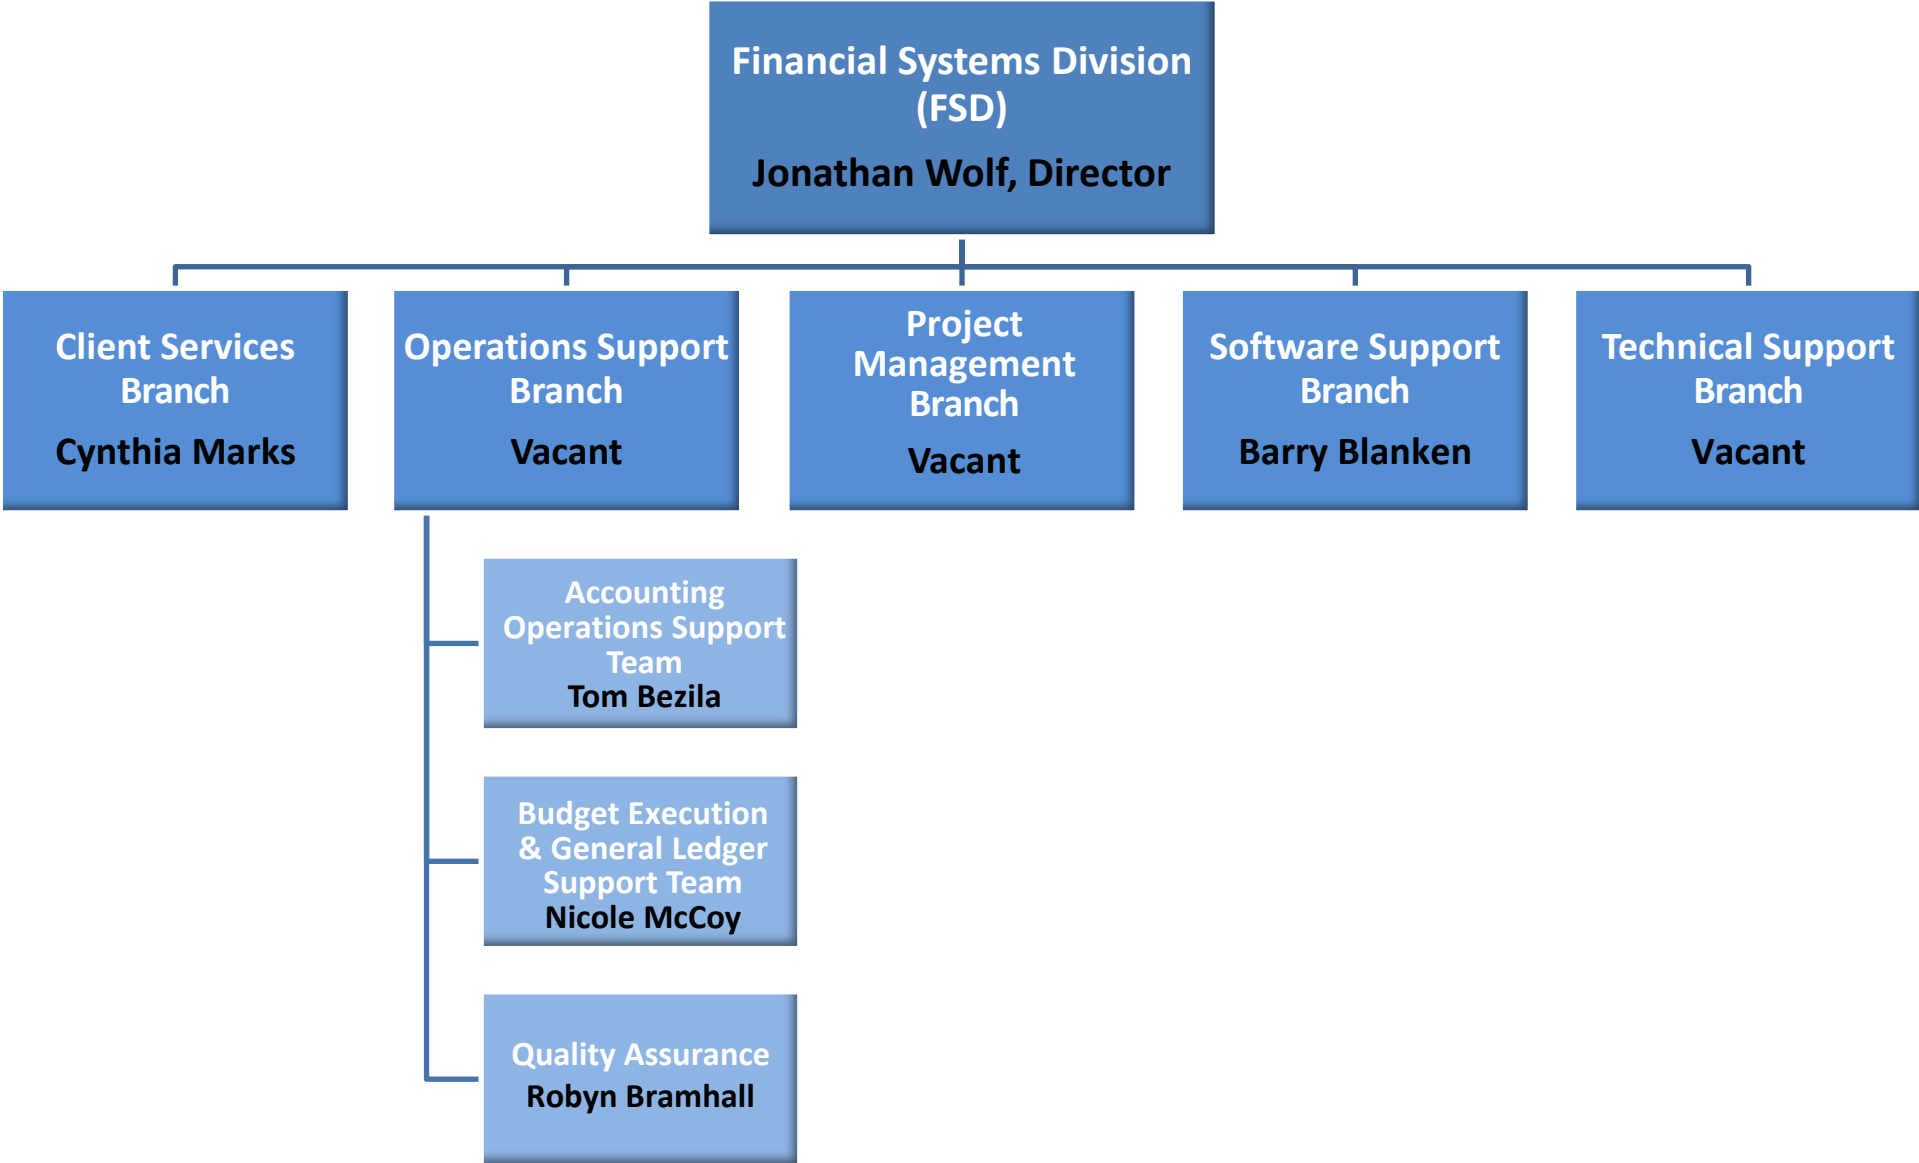 Financial Systems Division
(FSD)
Jonathan Wolf, Director
Client Services
Branch
Cynthia Marks
Operations Support
Branch
Vacant
Project
Management
Branch
Vacant
Software Support
Branch
Barry Blanken
Technical Support
Branch
Vacant
Accounting
Operations Support
Team
Tom Bezila
Budget Execution
& General Ledger
Support Team
Nicole McCoy
Quality Assurance
Robyn Bramhall